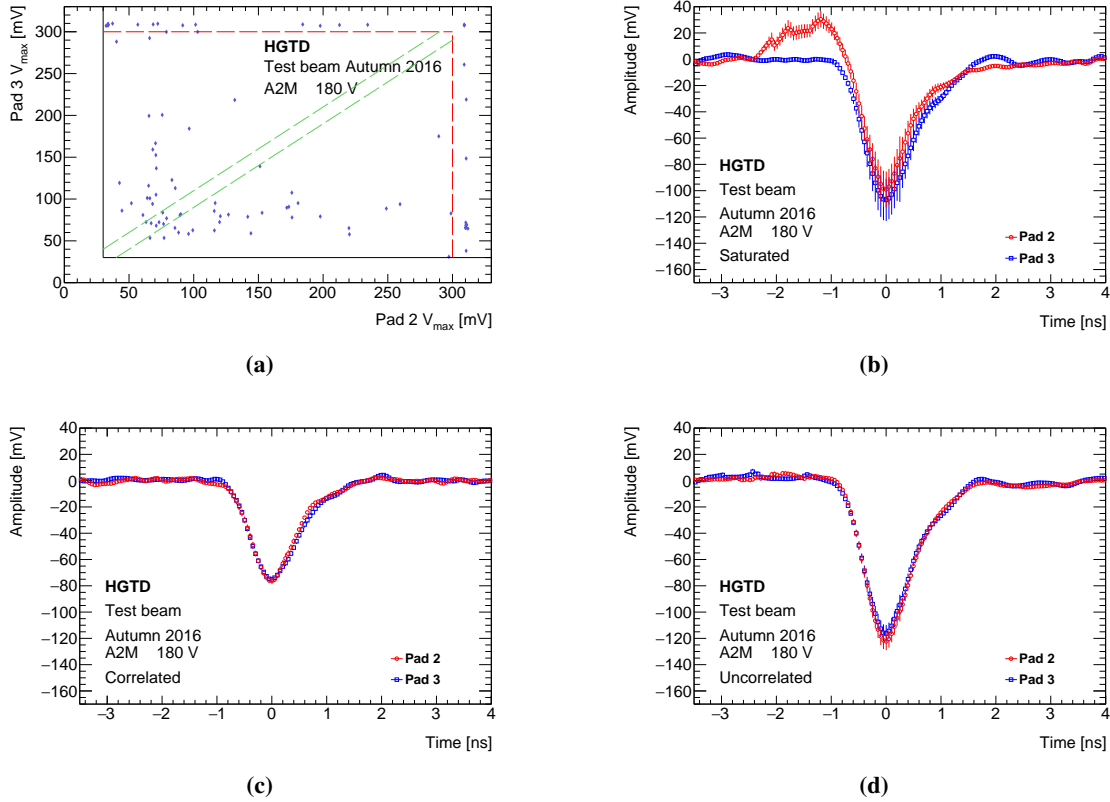 Pad 3 V_max [mV]
300
250
200
150
100
50
0
0 50 100 150 200 250 300
Pad 2 V_max [mV]
HGTD
Test beam Autumn 2016
A2M 180 V
(a)
Amplitude [mV]
40
20
0
−20
−40
−60
−80
−100
−120
−140
−160
−3 −2 −1 0 1 2 3 4
Time [ns]
HGTD
Test beam
Autumn 2016
A2M 180 V
Saturated
Pad 2
Pad 3
(b)
Amplitude [mV]
40
20
0
−20
−40
−60
−80
−100
−120
−140
−160
−3 −2 −1 0 1 2 3 4
Time [ns]
HGTD
Test beam
Autumn 2016
A2M 180 V
Correlated
Pad 2
Pad 3
(c)
Amplitude [mV]
40
20
0
−20
−40
−60
−80
−100
−120
−140
−160
−3 −2 −1 0 1 2 3 4
Time [ns]
HGTD
Test beam
Autumn 2016
A2M 180 V
Uncorrelated
Pad 2
Pad 3
(d)